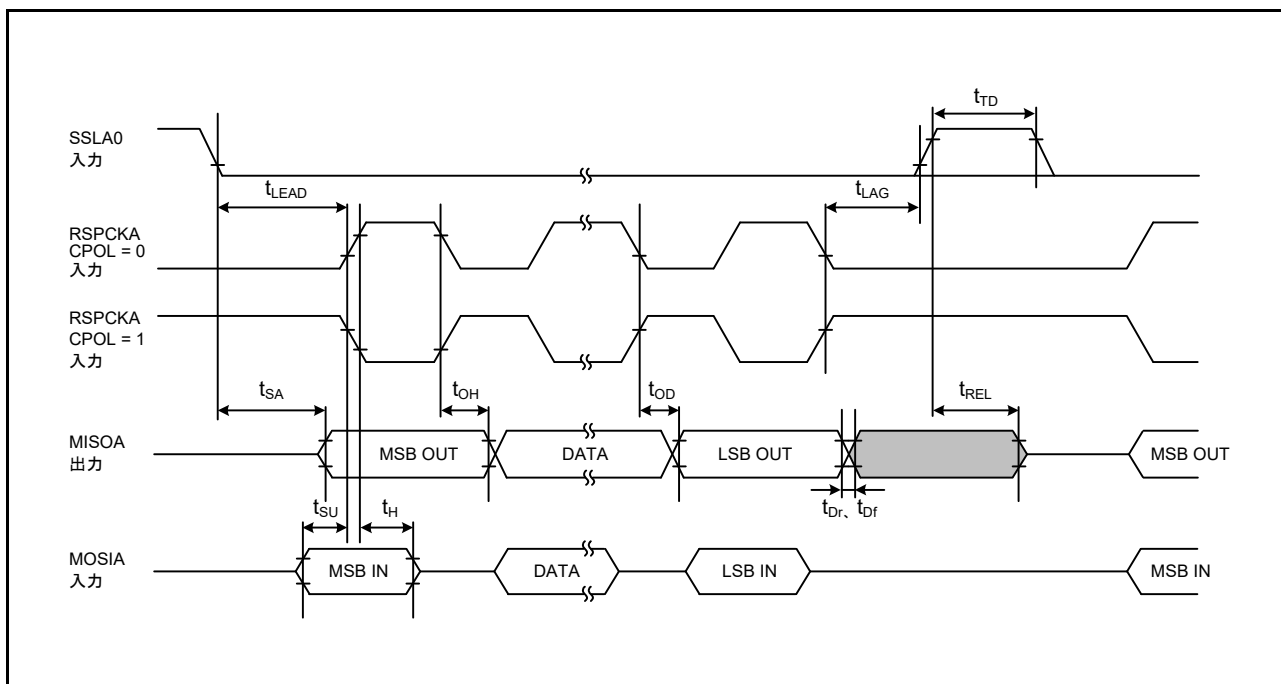 tTD
SSLA0
入力
tLEAD
tLAG
RSPCKA
CPOL = 0
入力
RSPCKA
CPOL = 1
入力
tSA
tOH
tOD
tREL
MISOA
出力
MSB OUT
DATA
LSB OUT
MSB OUT
tSU
tH
tDr、tDf
MOSIA
入力
MSB IN
DATA
LSB IN
MSB IN